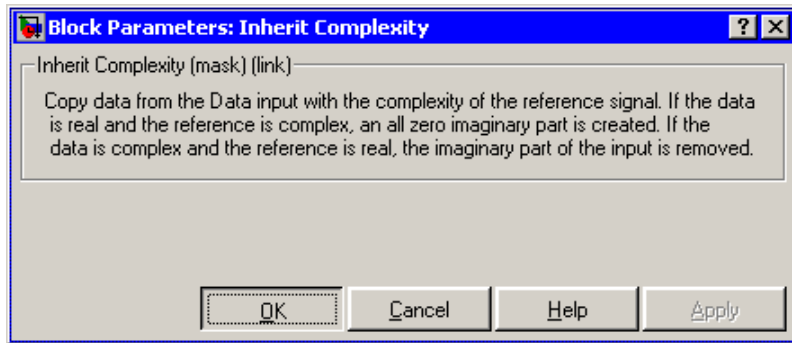 Block Parameters: Inherit Complexity
Inherit Complexity (mask) (link)
Copy data from the Data input with the complexity of the reference signal. If the data
is real and the reference is complex, an all zero imaginary part is created. If the
data is complex and the reference is real, the imaginary part of the input is removed.
OK Cancel Help Apply